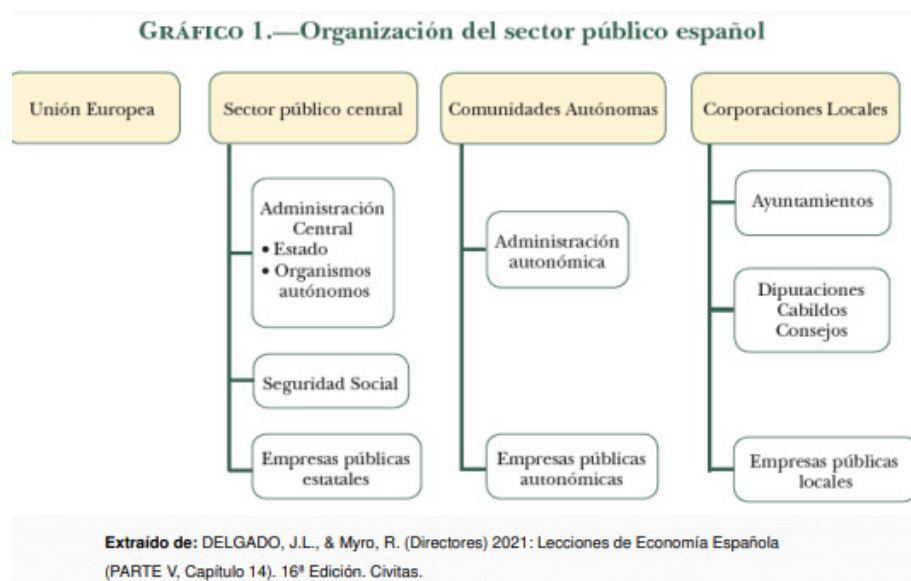 GRÁFICO 1.—Organización del sector público español
Unión Europea
Sector público central
Comunidades Autónomas
Corporaciones Locales
Administración
Central
• Estado
• Organismos
autónomos
Seguridad Social
Empresas públicas
estatales
Administración
autonómica
Empresas públicas
autonómicas
Ayuntamientos
Diputaciones
Cabildos
Consejos
Empresas públicas
locales
Extraído de: DELGADO, J.L., & Myro, R. (Directores) 2021: Lecciones de Economía Española
(PARTE V, Capítulo 14). 16ª Edición. Civitas.